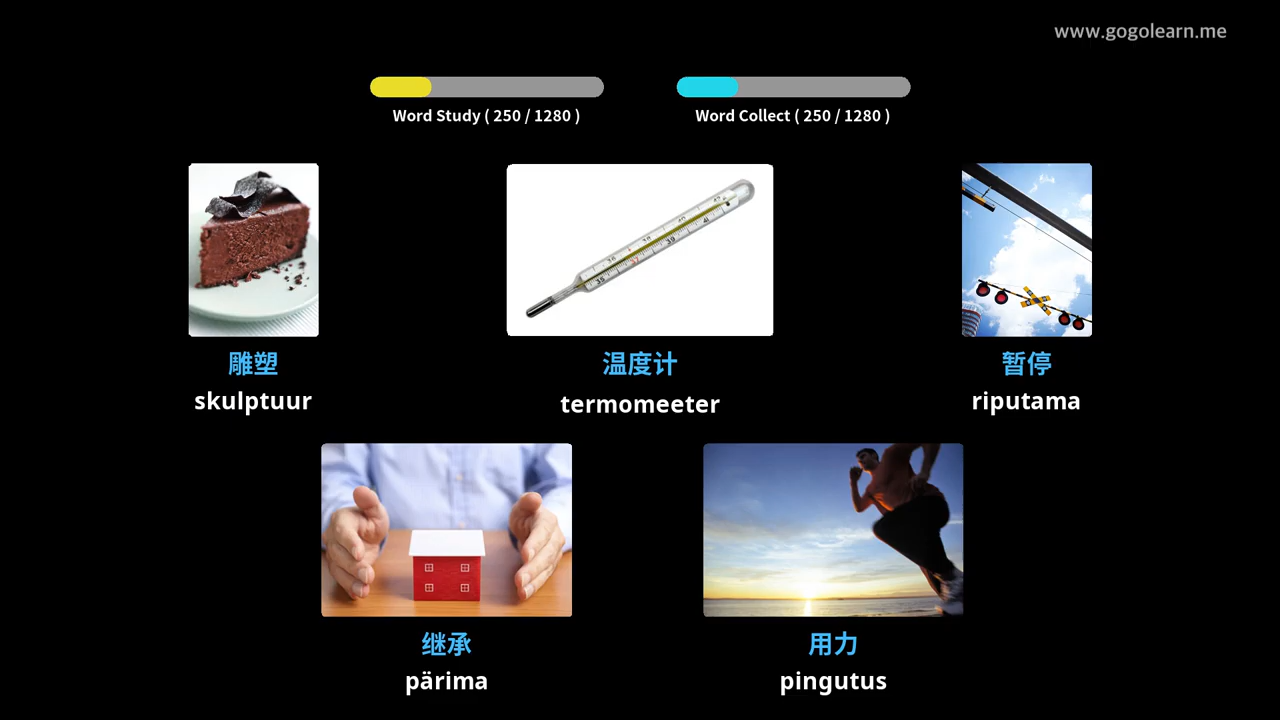 www.gogolearn.me
Word Study ( 250 / 1280 )
Word Collect ( 250 / 1280 )
雕塑
温度计
暂停
skulptuur
termomeeter
riputama
继承
用力
pärima
pingutus